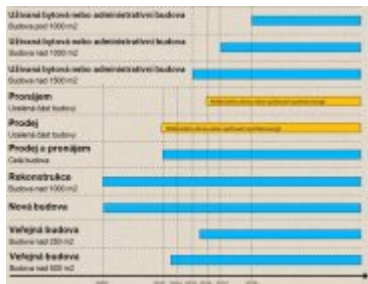 Užívaná bytová nebo administrativní budova
Budova pod 1000 m2
Užívaná bytová nebo administrativní budova
Budova nad 1000 m2
Užívaná bytová nebo administrativní budova
Budova nad 1500 m2
Pronájem
Ucelená část budovy
Prodej
Ucelená část budovy
Prodej a pronájem
Celá budova
Rekonstrukce
Budova nad 1000 m2
Nová budova
Veřejná budova
Budova nad 250 m2
Veřejná budova
Budova nad 500 m2